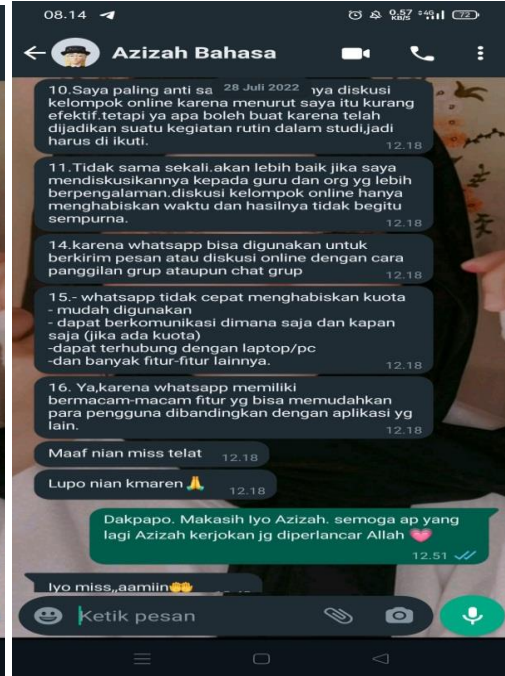 08.14
0.57
KB/S
4G
72
Azizah Bahasa
28 Juli 2022
10.Saya paling anti sa ıya diskusi
kelompok online karena menurut saya itu kurang
efektif.tetapi ya apa boleh buat karena telah
dijadikan suatu kegiatan rutin dalam studi,jadi
harus di ikuti.
12.18
11.Tidak sama sekali.akan lebih baik jika saya
mendiskusikannya kepada guru dan org yg lebih
berpengalaman.diskusi kelompok online hanya
menghabiskan waktu dan hasilnya tidak begitu
sempurna.
12.18
14.karena whatsapp bisa digunakan untuk
berkirim pesan atau diskusi online dengan cara
panggilan grup ataupun chat grup
12.18
15.- whatsapp tidak cepat menghabiskan kuota
- mudah digunakan
- dapat berkomunikasi dimana saja dan kapan
saja (jika ada kuota)
-dapat terhubung dengan laptop/pc
-dan banyak fitur-fitur lainnya.
12.18
16. Ya,karena whatsapp memiliki
bermacam-macam fitur yg bisa memudahkan
para pengguna dibandingkan dengan aplikasi yg
lain.
12.18
Maaf nian miss telat 12.18
Lupo nian kmaren 🙏 12.18
Dakpapo. Makasih Iyo Azizah. semoga ap yang
lagi Azizah kerjokan jg diperlancar Allah 💗
12.51
Iyo miss,,aamiin🤲
Ketik pesan